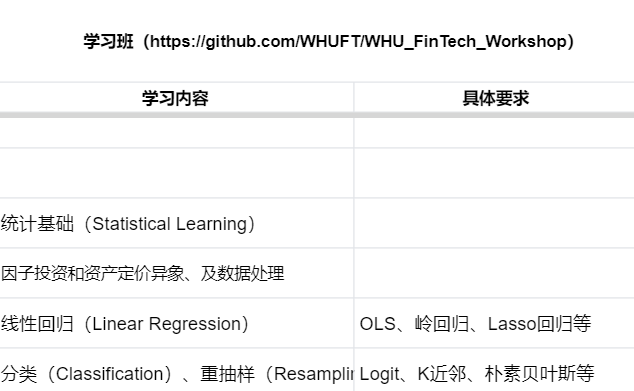 学习班（https://github.com/WHUFT/WHU_FinTech_Workshop）
学习内容 具体要求
统计基础（Statistical Learning）
因子投资和资产定价异象、及数据处理
线性回归（Linear Regression） OLS、岭回归、Lasso回归等
分类（Classification）、重抽样（Resamplin Logit、K近邻、朴素贝叶斯等